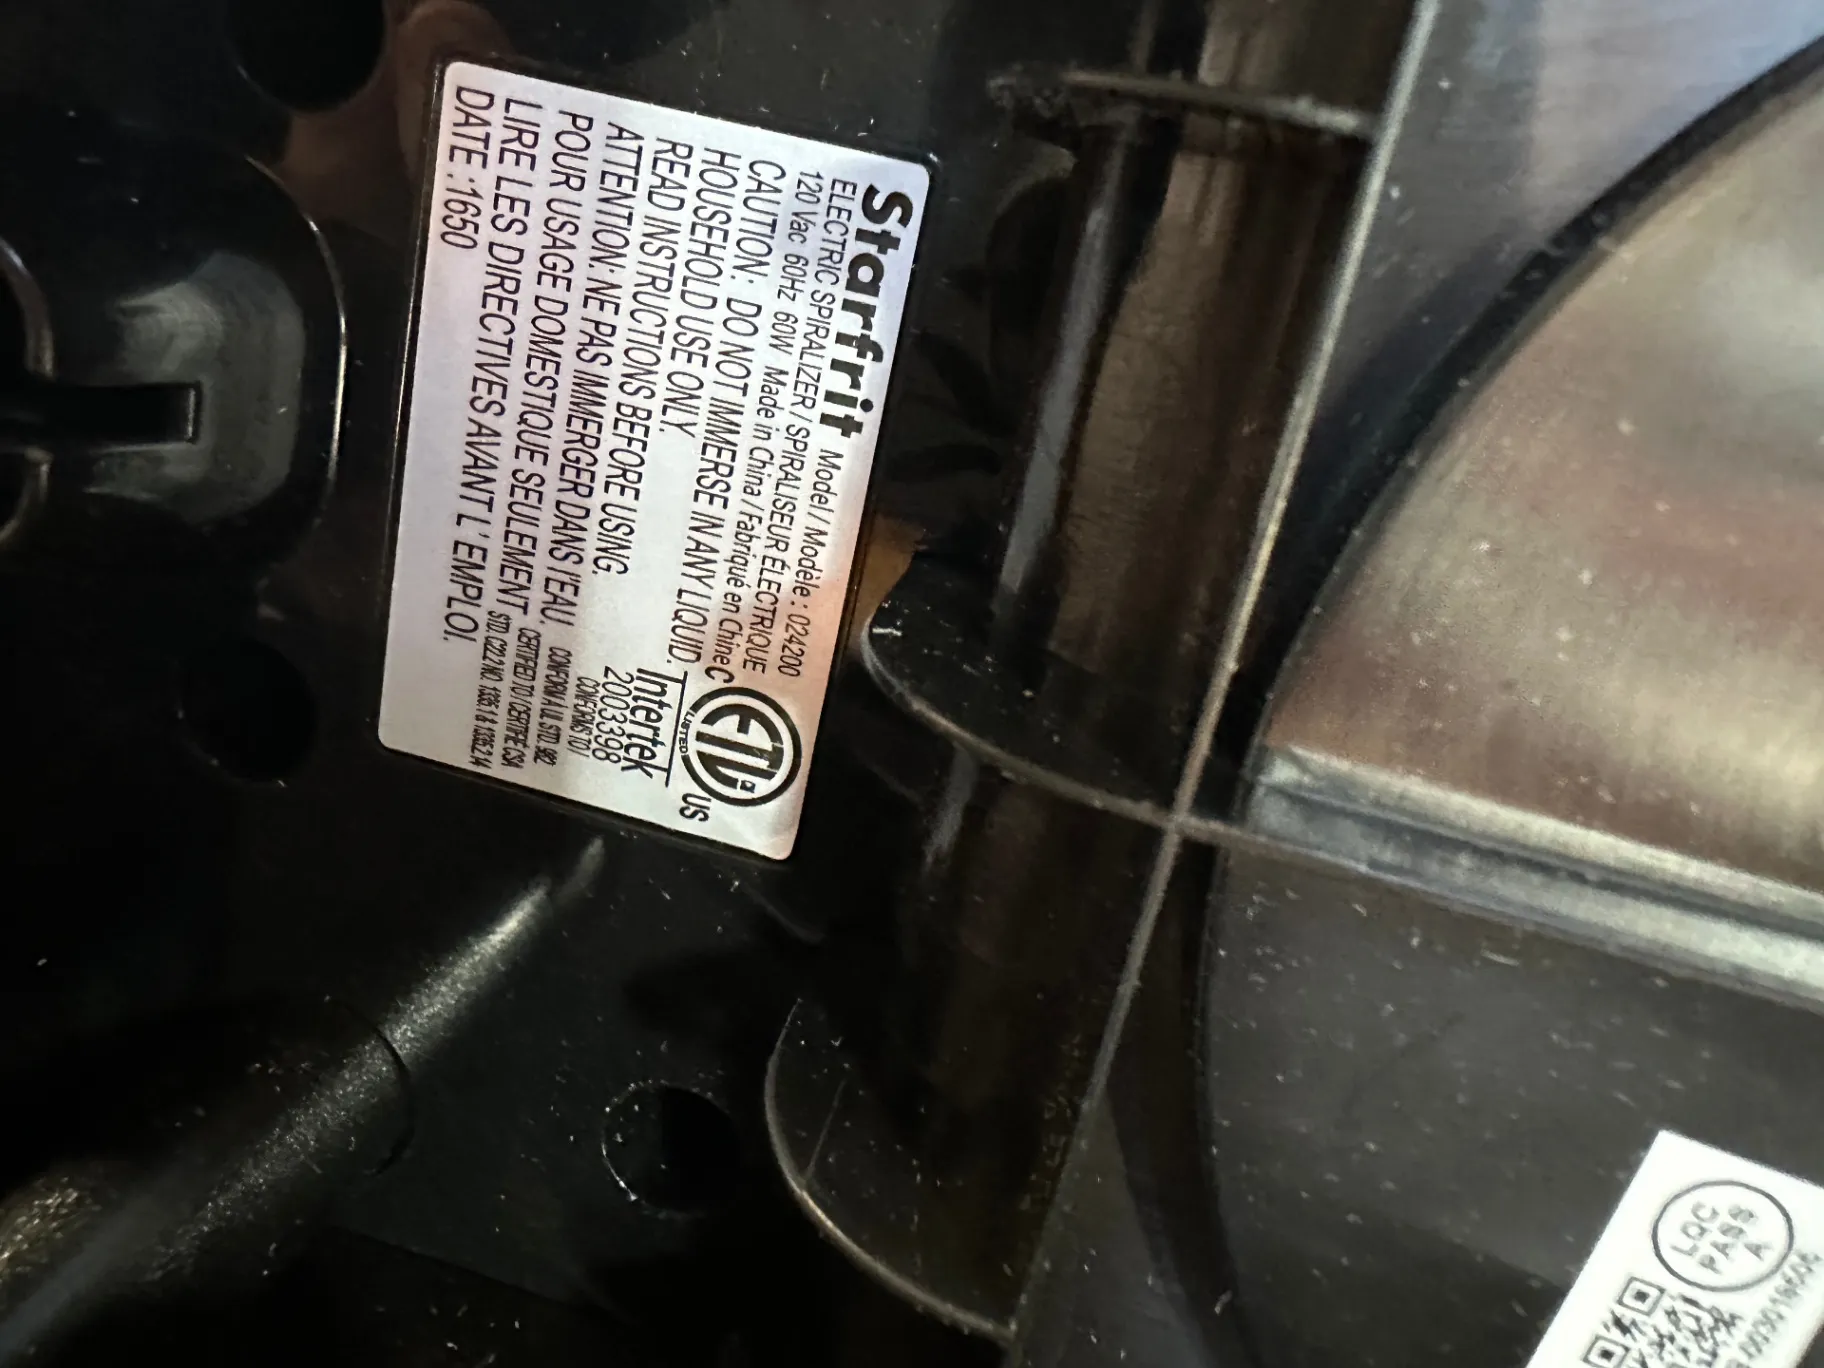 Starfrit Model / Modèle : 024200
ELECTRIC SPIRALIZER / SPIRALISEUR ÉLECTRIQUE
120 Vac 60Hz 60W Made in China / Fabriqué en Chine
CAUTION: DO NOT IMMERSE IN ANY LIQUID.
HOUSEHOLD USE ONLY.
READ INSTRUCTIONS BEFORE USING.
ATTENTION: NE PAS IMMERGER DANS l'EAU.
POUR USAGE DOMESTIQUE SEULEMENT
LIRE LES DIRECTIVES AVANT L' EMPLOI.
DATE :1650
C ETL US
LISTED
Intertek
2003398
CONFORMS TO /
CONFORM À UL STD. 982
CERTIFIED TO / CERTIFIÉ CSA
STD. C22.2 NO. 1335.1 & 1335.2.14
LQC
PASS
A